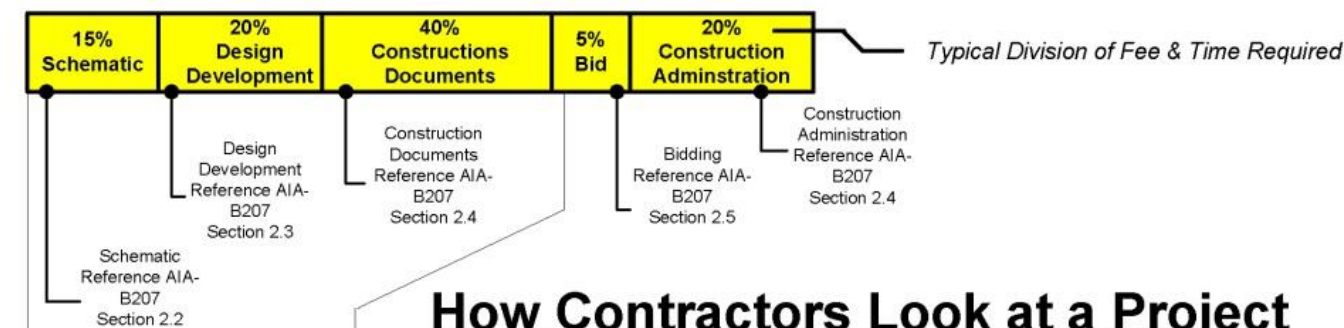 15%
Schematic
20%
Design
Development
40%
Constructions
Documents
5%
Bid
20%
Construction
Adminstration
Typical Division of Fee & Time Required
Schematic
Reference AIA-
B207
Section 2.2
Design
Development
Reference AIA-
B207
Section 2.3
Construction
Documents
Reference AIA-
B207
Section 2.4
Bidding
Reference AIA-
B207
Section 2.5
Construction
Administration
Reference AIA-
B207
Section 2.4
How Contractors Look at a Project